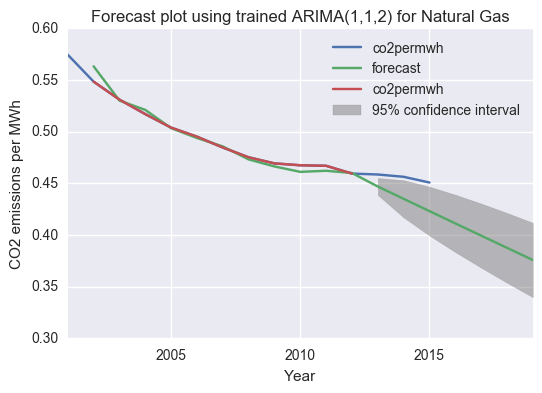 Forecast plot using trained ARIMA(1,1,2) for Natural Gas
0.60
0.55
0.50
0.45
0.40
0.35
0.30
CO2 emissions per MWh
co2permwh
forecast
co2permwh
95% confidence interval
2005
2010
2015
Year